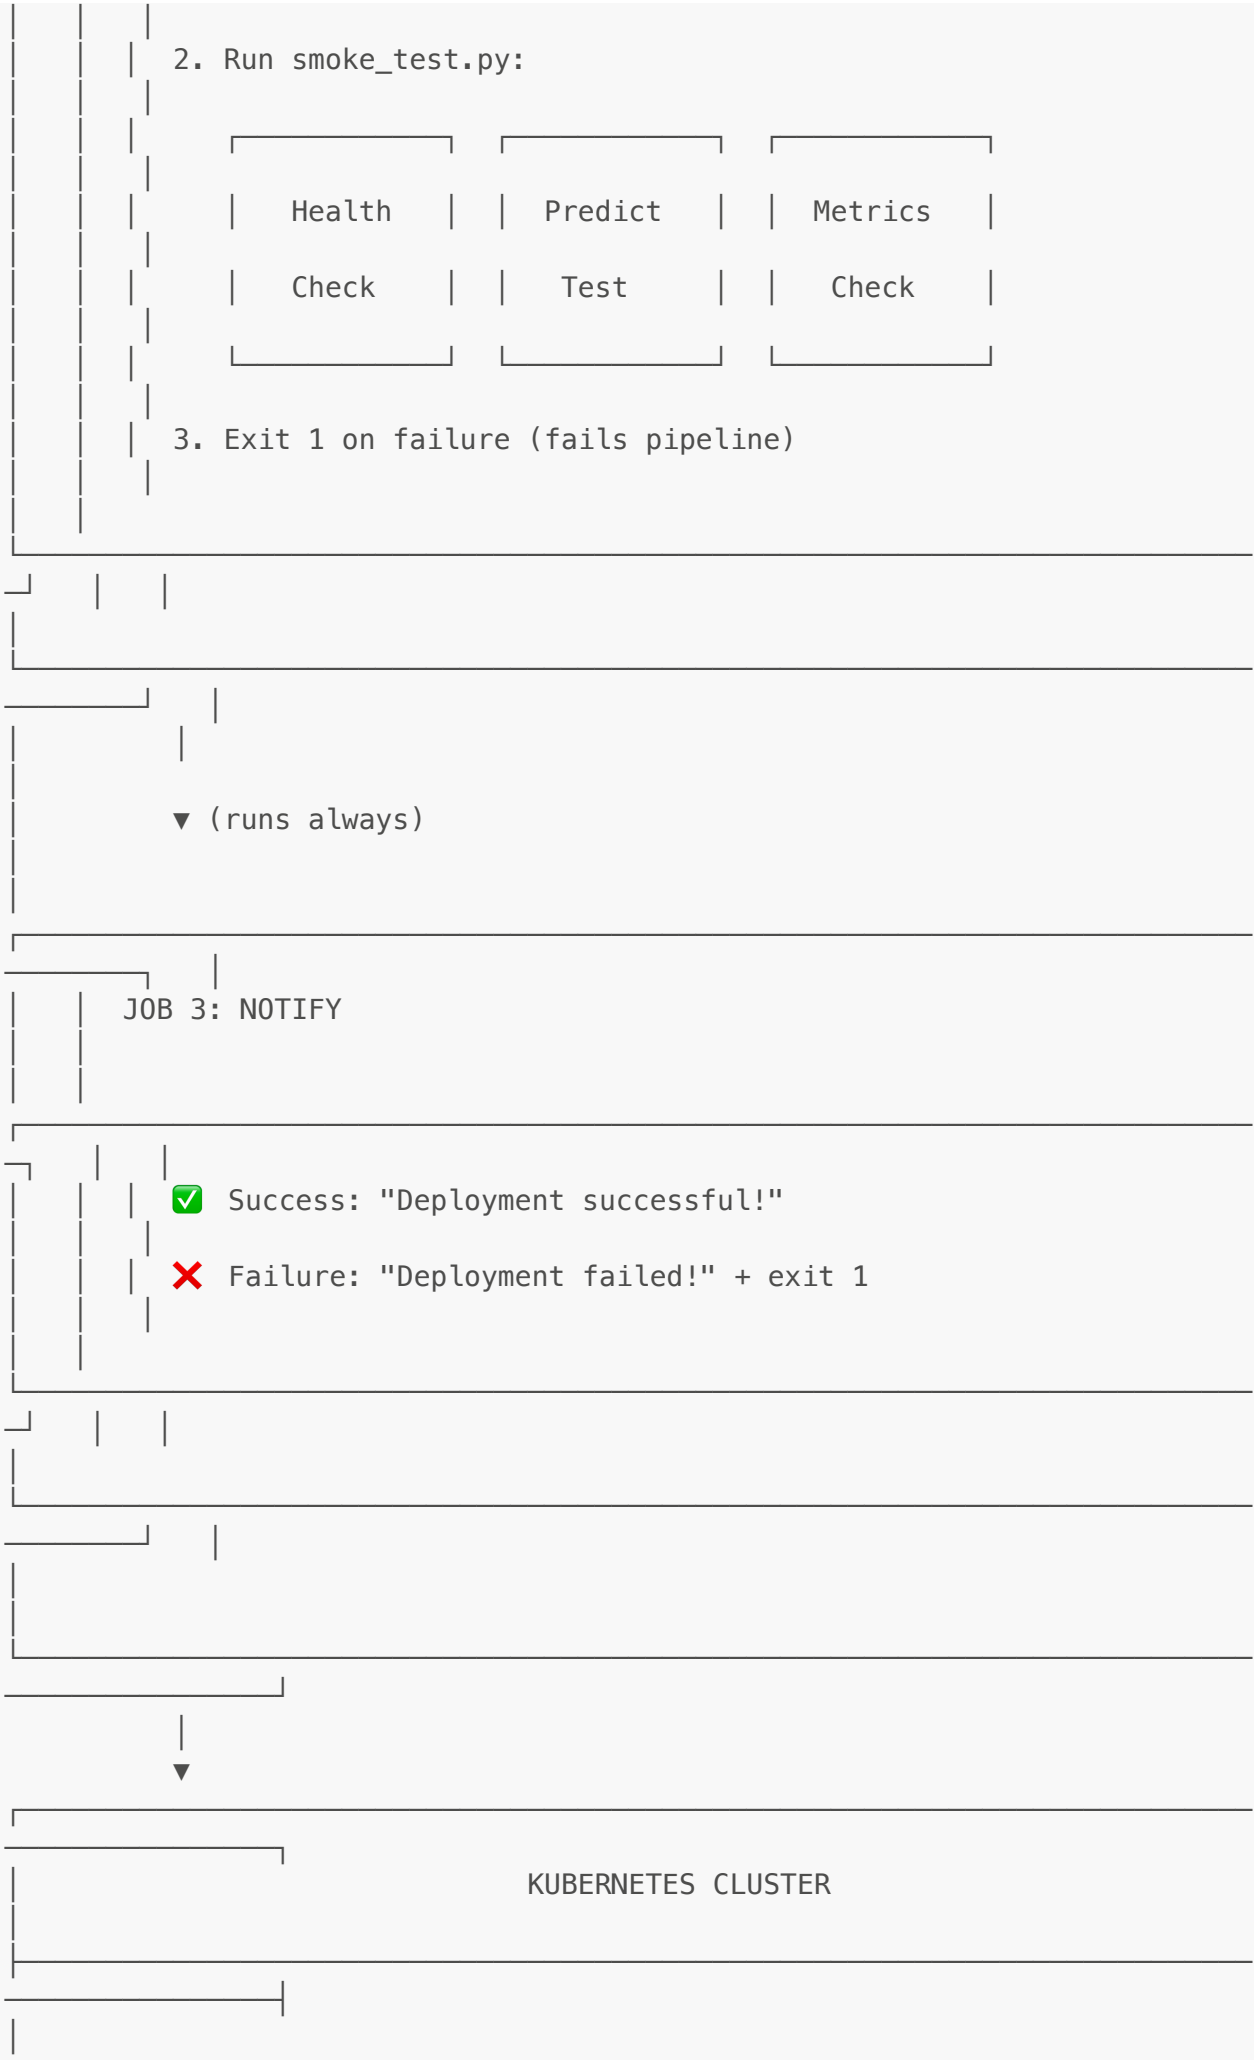 2. Run smoke_test.py:
Health Predict Metrics
Check Test Check
3. Exit 1 on failure (fails pipeline)
▼ (runs always)
JOB 3: NOTIFY
✅ Success: "Deployment successful!"
❌ Failure: "Deployment failed!" + exit 1
▼
KUBERNETES CLUSTER